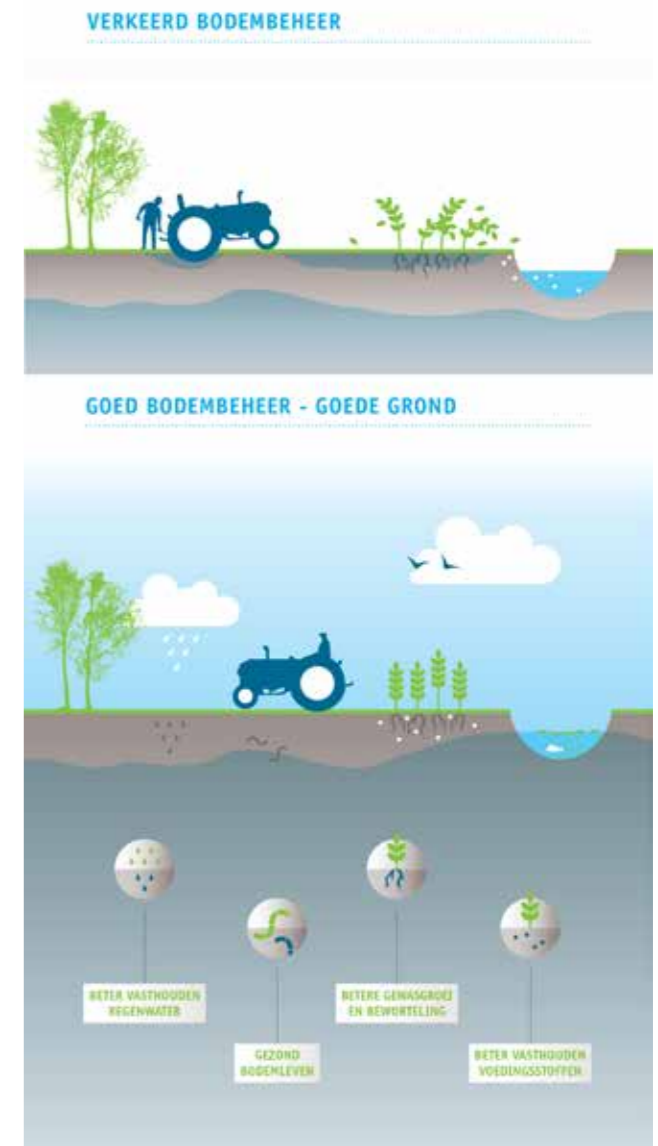 VERKEERD BODEMBEHEER
GOED BODEMBEHEER - GOEDE GROND
BETER VASTHOUDEN
REGENWATER
GEZOND
BODEMLEVEN
BETERE GEWASGROEI
EN BEWORTELING
BETER VASTHOUDEN
VOEDINGSSTOFFEN